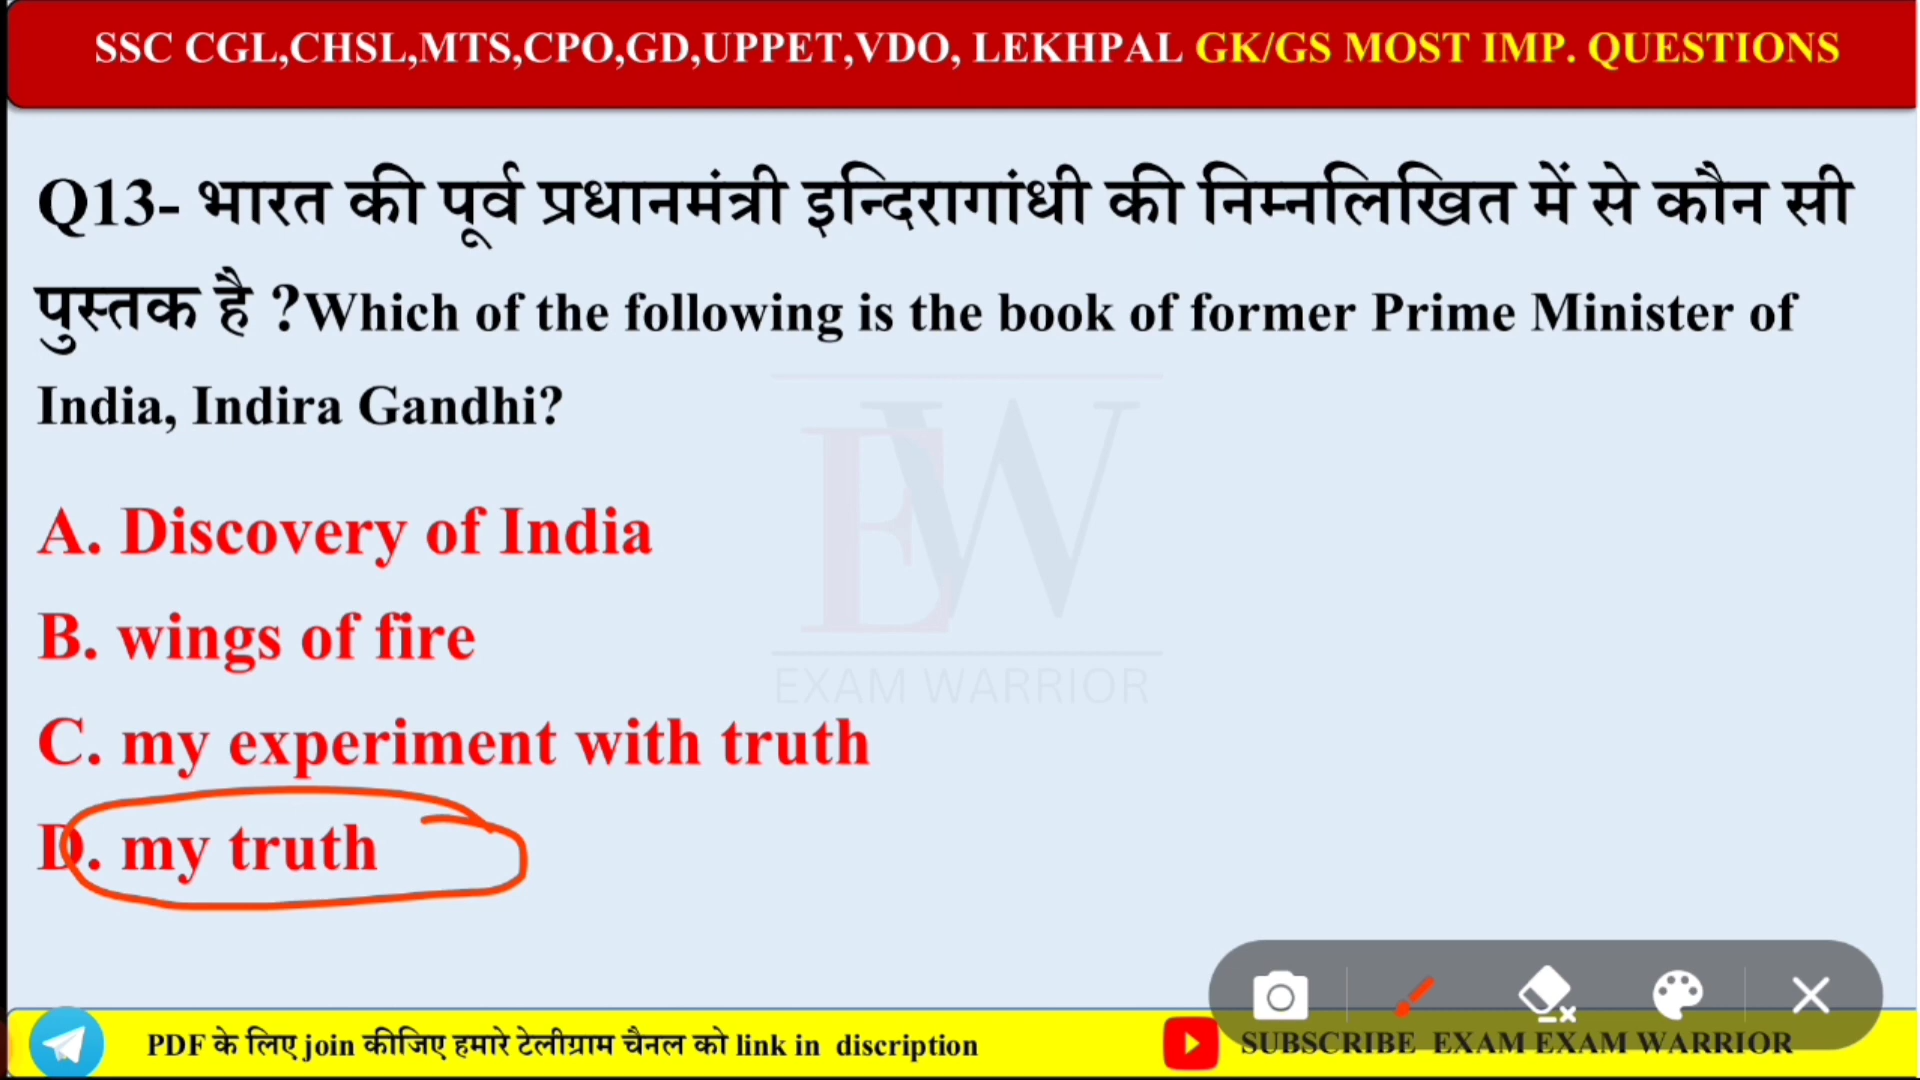 SSC CGL,CHSL,MTS,CPO,GD,UPPET,VDO, LEKHPAL GK/GS MOST IMP. QUESTIONS
Q13- भारत की पूर्व प्रधानमंत्री इन्दिरागांधी की निम्नलिखित में से कौन सी
पुस्तक है ?Which of the following is the book of former Prime Minister of
India, Indira Gandhi?
EW
EXAM WARRIOR
A. Discovery of India
B. wings of fire
C. my experiment with truth
D. my truth
PDF के लिए join कीजिए हमारे टेलीग्राम चैनल को link in discription
SUBSCRIBE EXAM EXAM WARRIOR